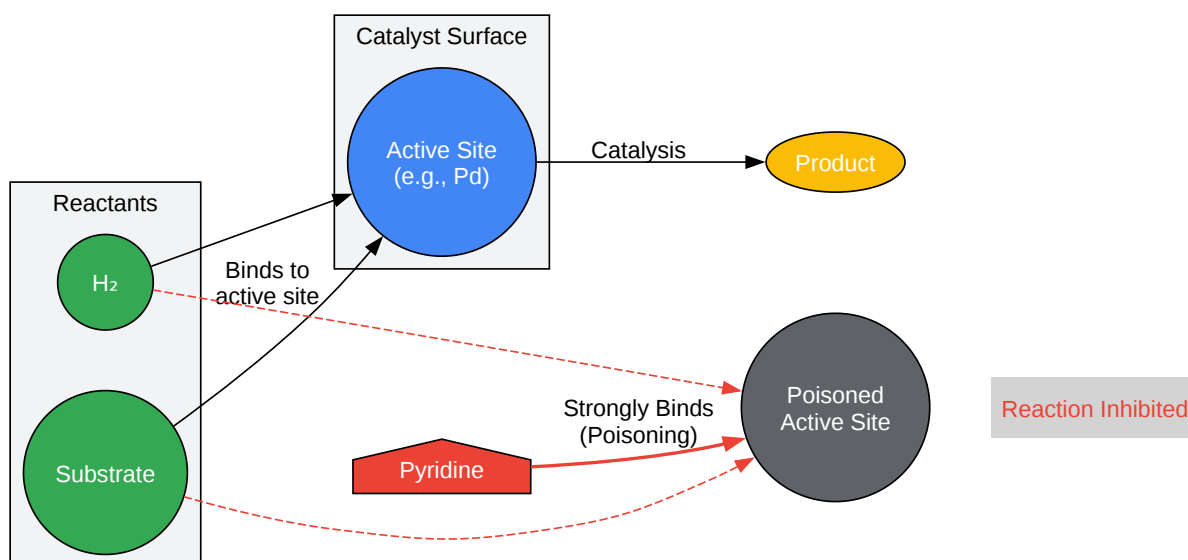 Catalyst Surface
Active Site
(e.g., Pd)
Catalysis
Product
Reactants
H₂
Binds to
active site
Substrate
Pyridine
Strongly Binds
(Poisoning)
Poisoned
Active Site
Reaction Inhibited